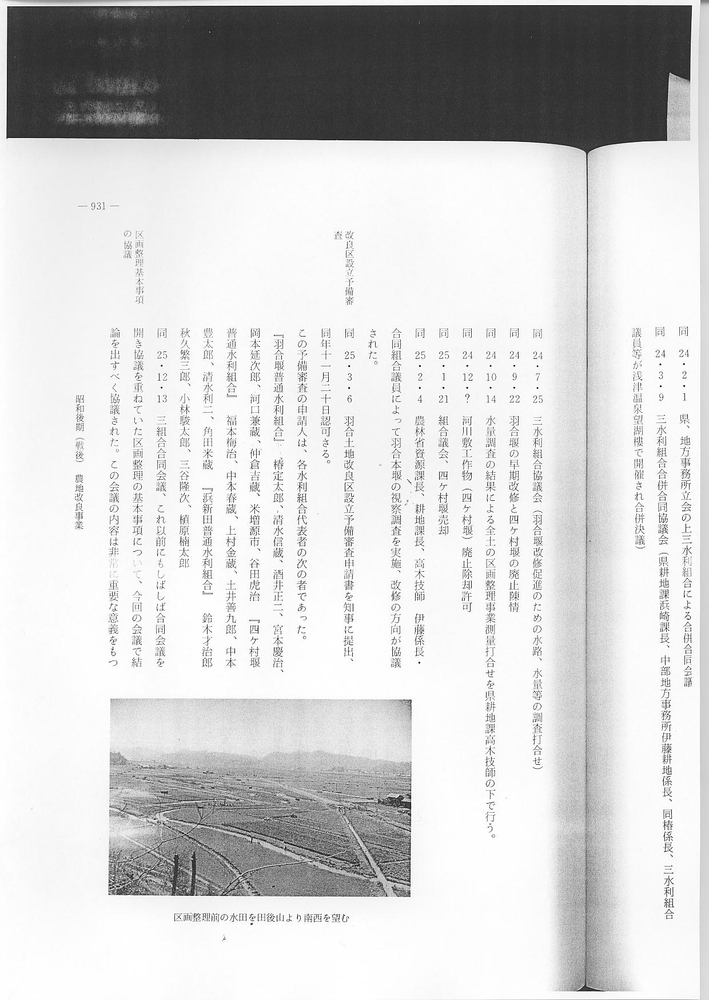 同　24・2・1　県、地方事務所立会の上三水利組合による合併合同会議
同　24・3・9　三水利組合合併合同協議会（県耕地課浜崎課長、中部地方事務所伊藤耕地係長、同椿係長、三水利組合
議員等が浅津温泉望湖樓で開催され合併決議）
同　24・7・25　三水利組合協議会（羽合堰改修促進のための水路、水量等の調査打合せ）
同　24・9・22　羽合堰の早期改修と四ケ村堰の廃止陳情
同　24・10・14　水量調査の結果による全土の区画整理事業測量打合せを県耕地課高木技師の下で行う。
同　24・12・?　河川敷工作物（四ケ村堰）廃止除却許可
同　25・1・21　組合議会、四ケ村堰売却
同　25・2・4　農林省資源課長、耕地課長、高木技師　伊藤係長・
合同組合議員によって羽合本堰の視察調査を実施、改修の方向が協議
された。
改良区設立予備審
査
同　25・3・6　羽合土地改良区設立予備審査申請書を知事に提出、
同年十一月二十日認可さる。
この予備審査の申請人は、各水利組合代表者の次の者であった。
『羽合堰普通水利組合』、椿定太郎、清水信蔵、酒井正二、宮本慶治、
岡本延次郎、河口兼蔵、仲倉吉蔵、米増源市、谷田虎治　『四ケ村堰
普通水利組合』　福本梅治、中本春蔵、上村金蔵、土井善九郎、中本
豊太郎、清水利二、角田米蔵　『浜新田普通水利組合』　鈴木才治郎
秋久繁三郎、小林駿太郎、三谷隆次、植原楠太郎
区画整理基本事項
の協議
同　25・12・13　三組合合同会議、これ以前にもしばしば合同会議を
開き協議を重ねていた区画整理の基本事項について、今回の会議で結
論を出すべく協議された。この会議の内容は非常に重要な意義をもつ
区画整理前の水田を田後山より南西を望む
昭和後期（戦後）　農地改良事業
― 931 ―